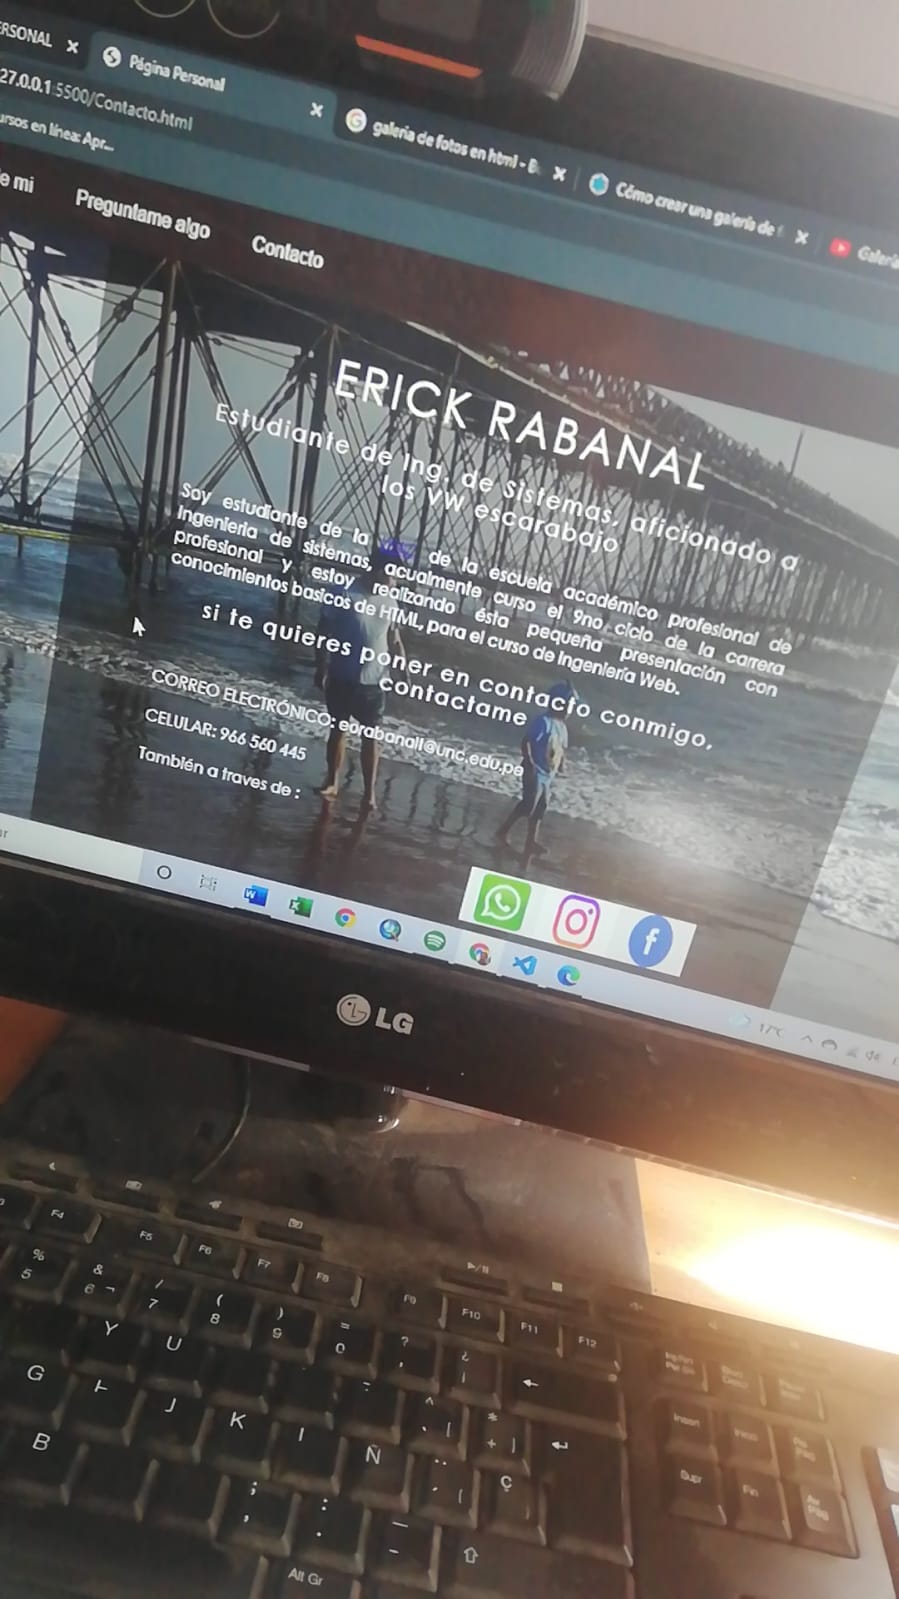 ERSONAL
Página Personal
galeria de fotos en html - B
Cómo crear una galería de f
Galería
27.0.0.1:5500/Contacto.html
ursos en línea: Apr...
e mi
Preguntame algo
Contacto
ERICK RABANAL
Estudiante de Ing. de Sistemas, aficionado a
los VW escarabajo
Soy estudiante de la de la escuela académico profesional de
Ingenieria de sistemas, acualmente curso el 9no ciclo de la carrera
profesional y estoy realizando ésta pequeña presentación con
conocimientos basicos de HTML, para el curso de Ingeniería Web.
si te quieres poner en contacto conmigo,
contactame
CORREO ELECTRÓNICO: eorabanall@unc.edu.pe
CELULAR: 966 560 445
También a traves de :
17°C
LG
F4
F5
F6
F7
F8
F9
F10
F11
F12
% 5
& 6 ¬
/ 7
( 8
) 9
= 0
? '
¿ ¡
Y
U
G
J
K
Ñ
Ç
B
Insert
Inicio
Supr
Fin
Av Pág
Alt Gr